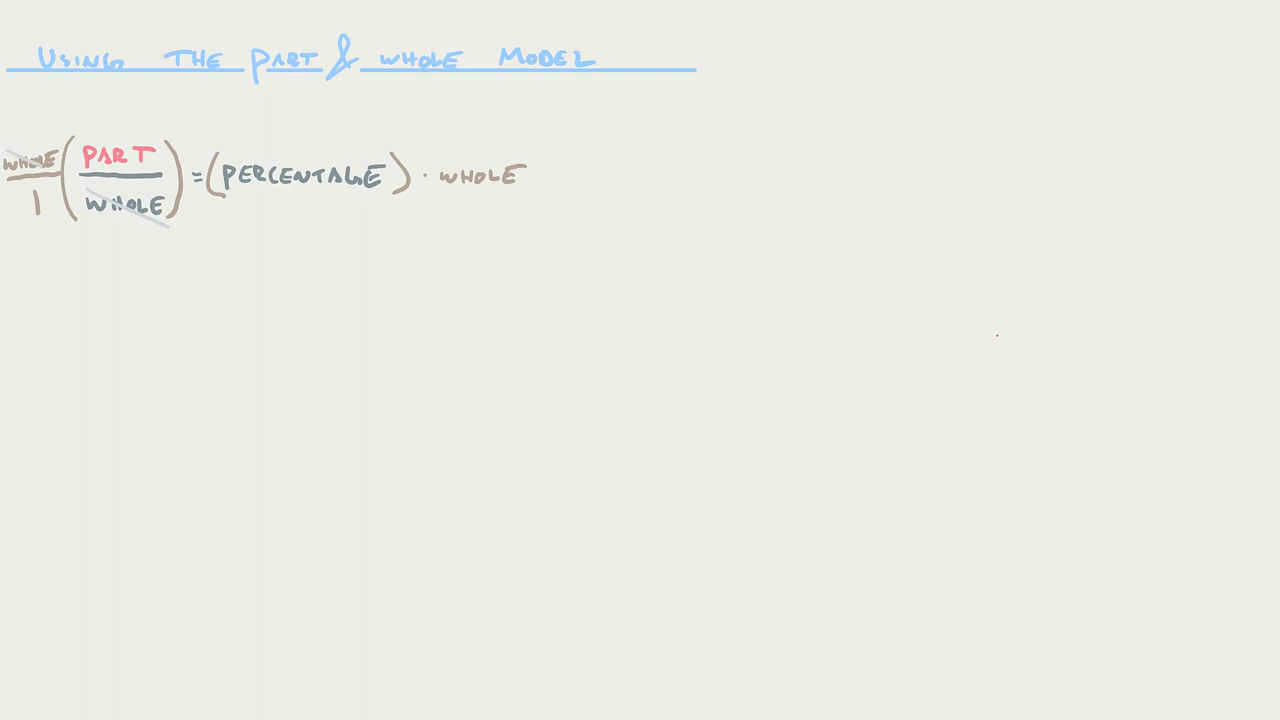 USING THE PART & WHOLE MODEL
WHOLE/1 (PART/WHOLE) = (PERCENTAGE) · WHOLE